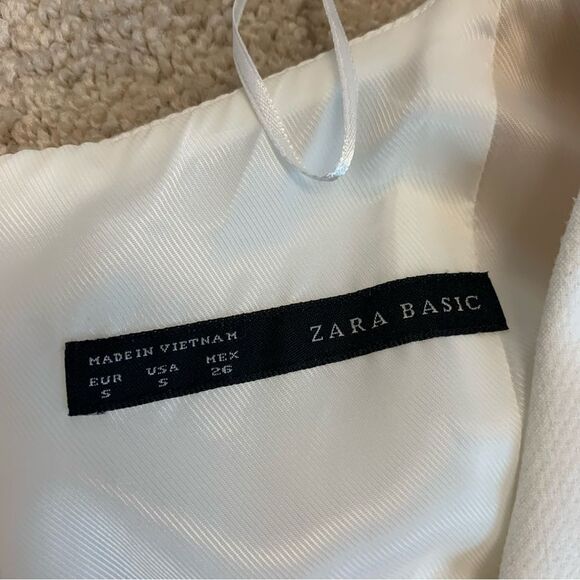 ZARA BASIC
MADE IN VIETNAM
EUR USA MEX
S S 26